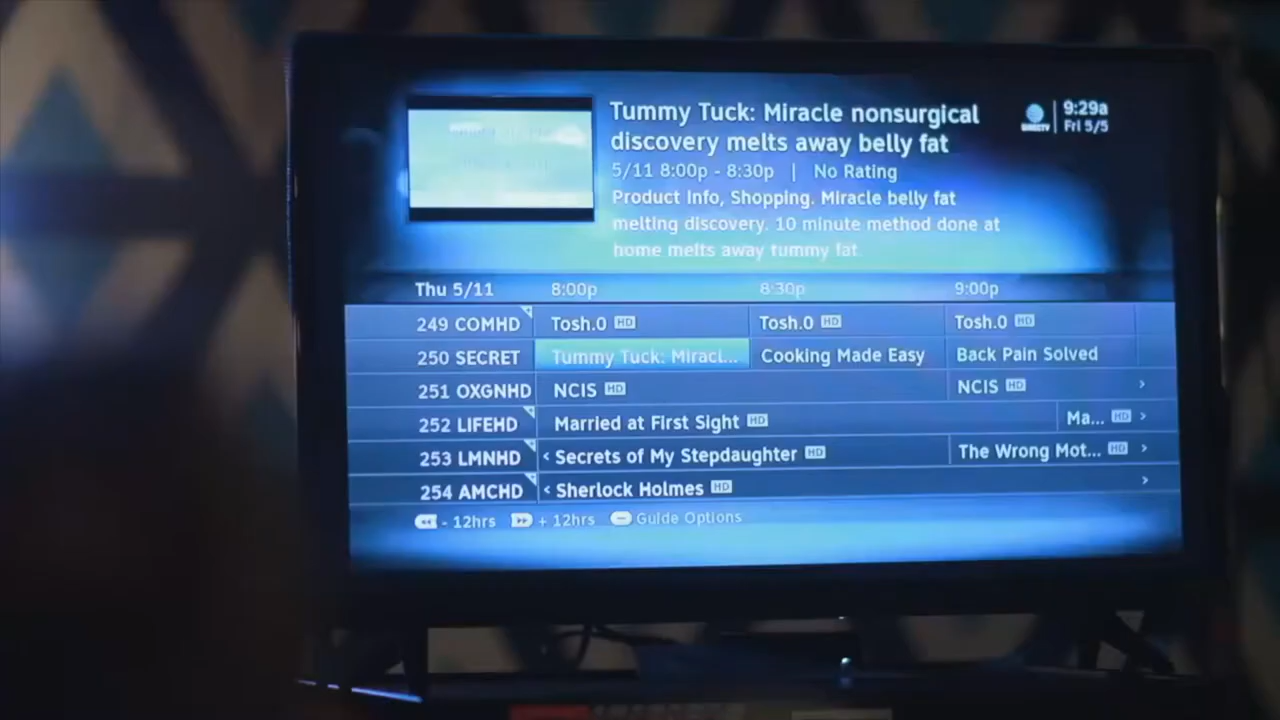 Tummy Tuck: Miracle nonsurgical
discovery melts away belly fat
5/11 8:00p - 8:30p | No Rating
Product Info, Shopping. Miracle belly fat
melting discovery. 10 minute method done at
home melts away tummy fat.
DIRECTV
9:29a
Fri 5/5
Thu 5/11 8:00p 8:30p 9:00p
249 COMHD Tosh.0 HD Tosh.0 HD Tosh.0 HD
250 SECRET Tummy Tuck: Miracl... Cooking Made Easy Back Pain Solved
251 OXGNHD NCIS HD NCIS HD >
252 LIFEHD Married at First Sight HD Ma... HD >
253 LMNHD < Secrets of My Stepdaughter HD The Wrong Mot... HD >
254 AMCHD < Sherlock Holmes HD >
- 12hrs + 12hrs Guide Options